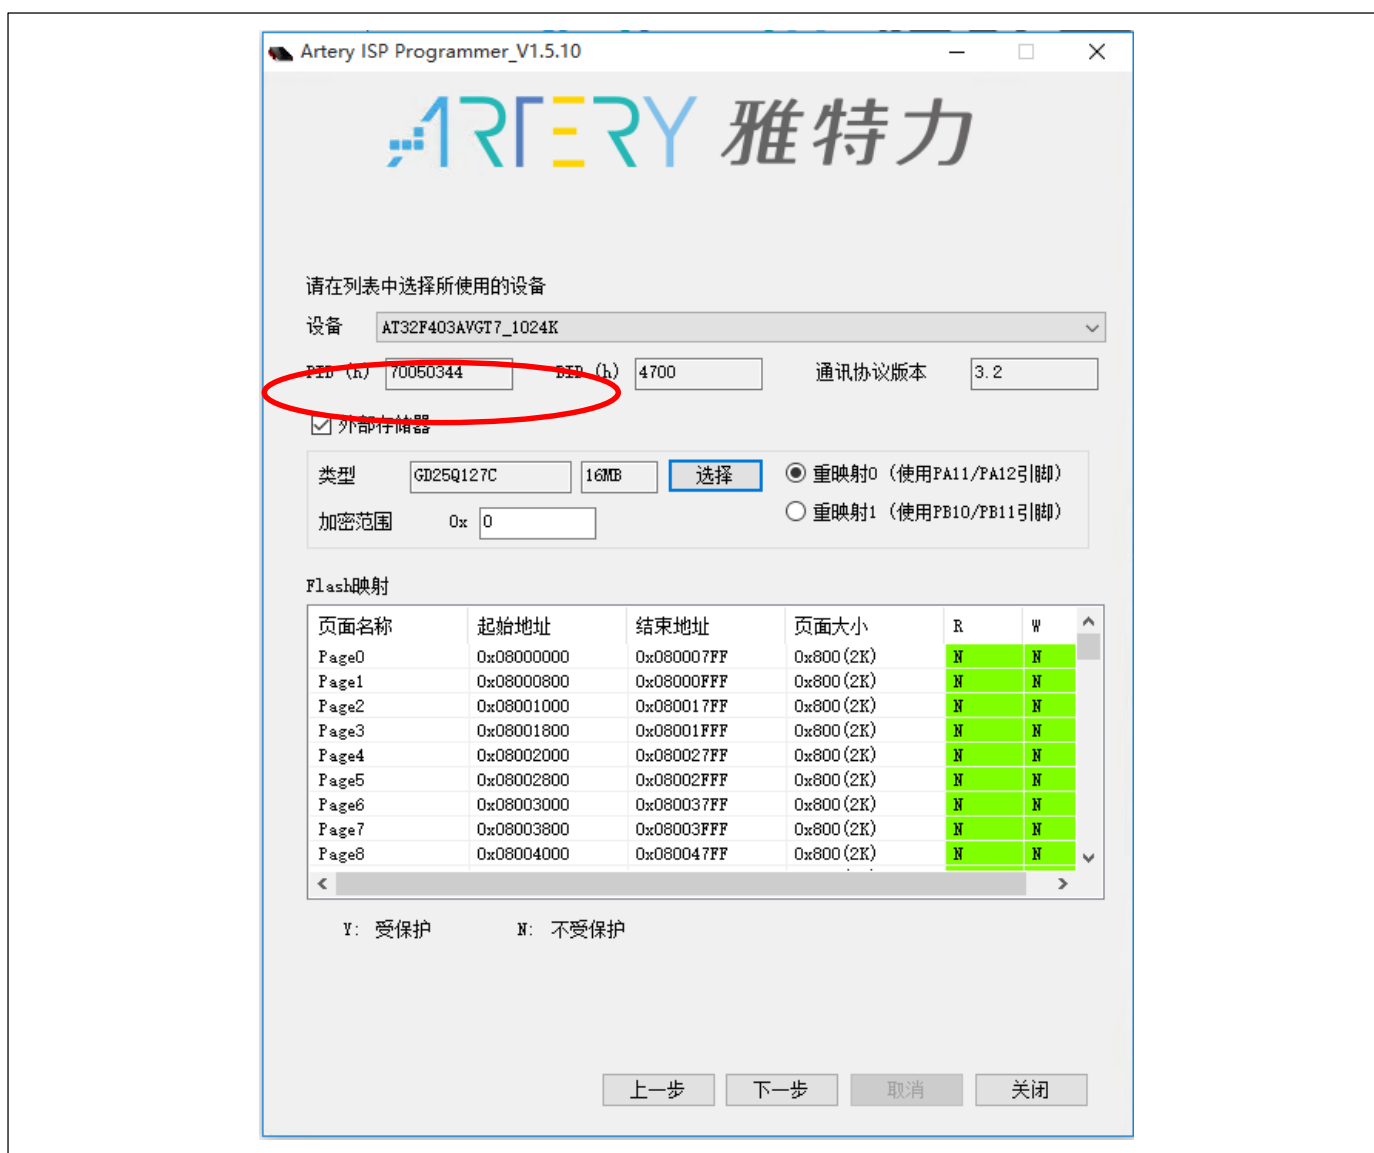 Artery ISP Programmer_V1.5.10
ARTERY 雅特力
请在列表中选择所使用的设备
设备 AT32F403AVGT7_1024K
PID (h) 70050344 BID (h) 4700 通讯协议版本 3.2
外部存储器
类型 GD25Q127C 16MB 选择 重映射0 (使用PA11/PA12引脚)
加密范围 0x 0 重映射1 (使用PB10/PB11引脚)
Flash映射
页面名称 起始地址 结束地址 页面大小 R W
Page0 0x08000000 0x080007FF 0x800(2K) N N
Page1 0x08000800 0x08000FFF 0x800(2K) N N
Page2 0x08001000 0x080017FF 0x800(2K) N N
Page3 0x08001800 0x08001FFF 0x800(2K) N N
Page4 0x08002000 0x080027FF 0x800(2K) N N
Page5 0x08002800 0x08002FFF 0x800(2K) N N
Page6 0x08003000 0x080037FF 0x800(2K) N N
Page7 0x08003800 0x08003FFF 0x800(2K) N N
Page8 0x08004000 0x080047FF 0x800(2K) N N
Y: 受保护 N: 不受保护
上一步 下一步 取消 关闭